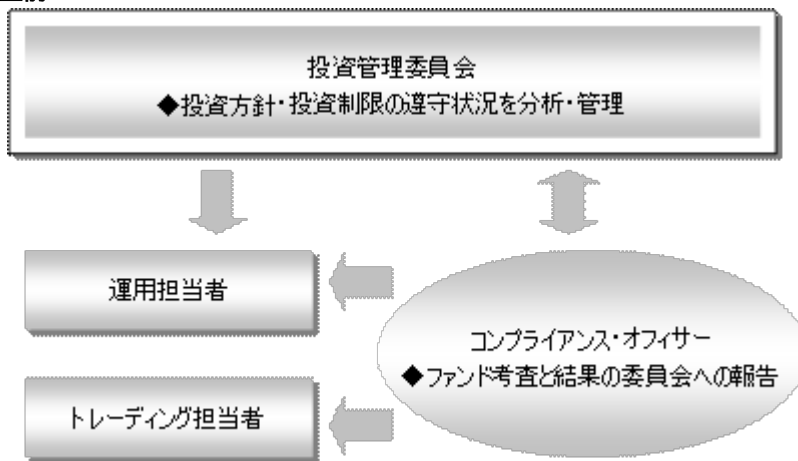 投資管理委員会
◆投資方針・投資制限の遵守状況を分析・管理
運用担当者
コンプライアンス・オフィサー
◆ファンド考査と結果の委員会への報告
トレーディング担当者